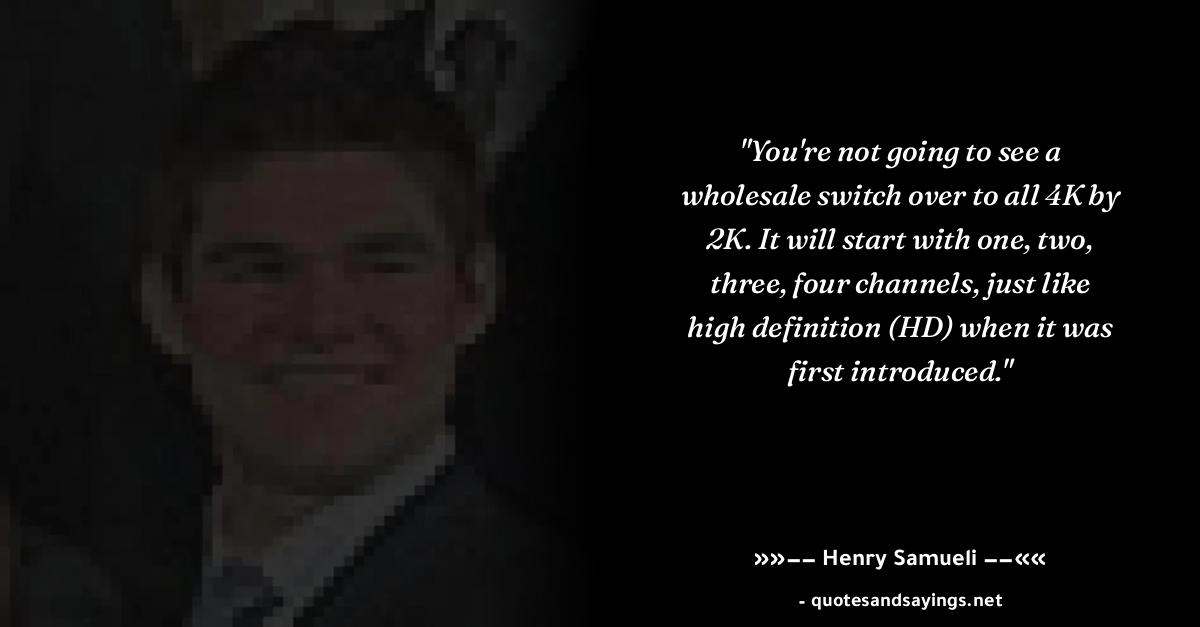 "You're not going to see a
wholesale switch over to all 4K by
2K. It will start with one, two,
three, four channels, just like
high definition (HD) when it was
first introduced."
»»−− Henry Samueli −−««
- quotesandsayings.net